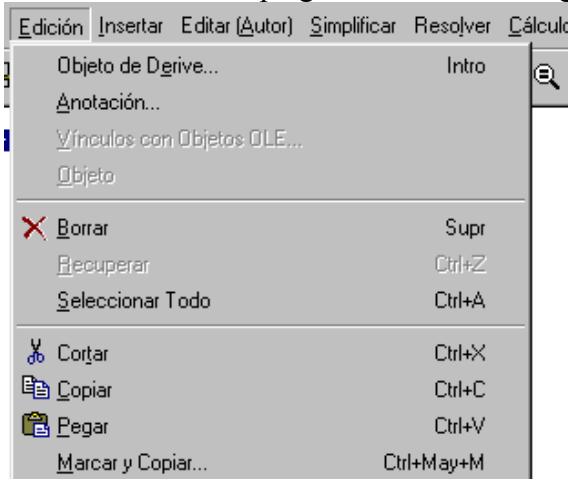 Edición Insertar Editar (Autor) Simplificar Resolver Cálculo
Objeto de Derive... Intro
Anotación...
Vínculos con Objetos OLE...
Objeto
Borrar Supr
Recuperar Ctrl+Z
Seleccionar Todo Ctrl+A
Cortar Ctrl+X
Copiar Ctrl+C
Pegar Ctrl+V
Marcar y Copiar... Ctrl+May+M